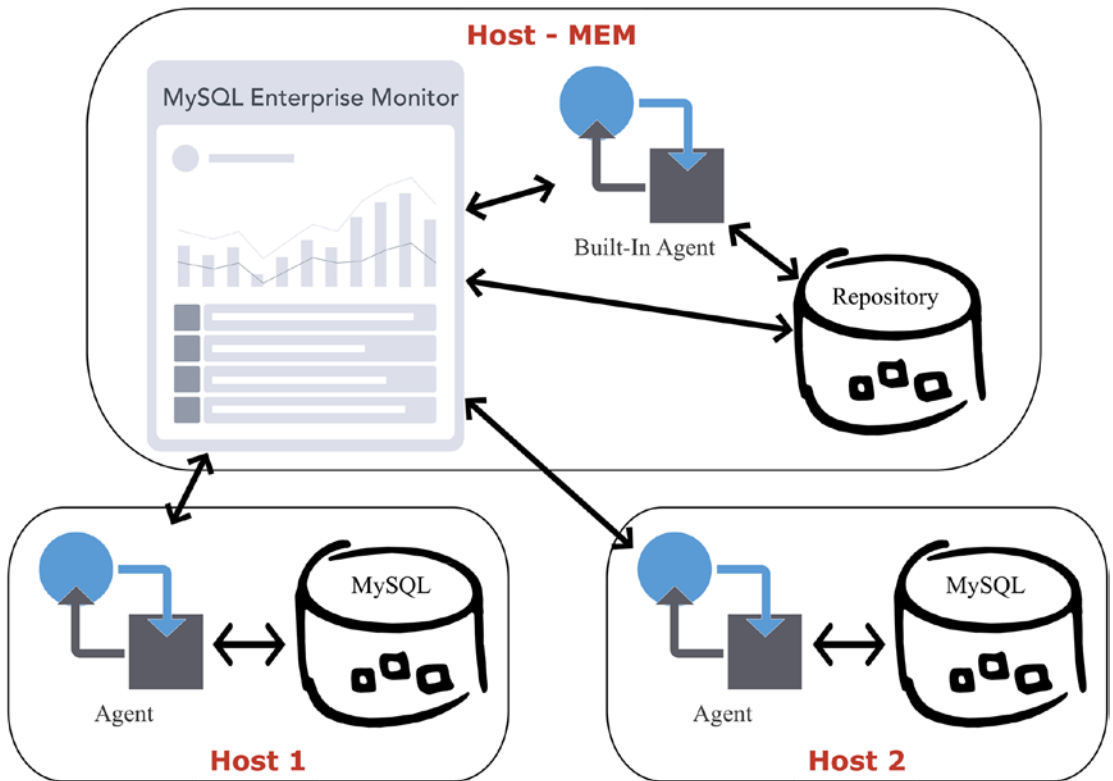 Host - MEM
MySQL Enterprise Monitor
Built-In Agent
Repository
MySQL
Agent
Host 1
MySQL
Agent
Host 2